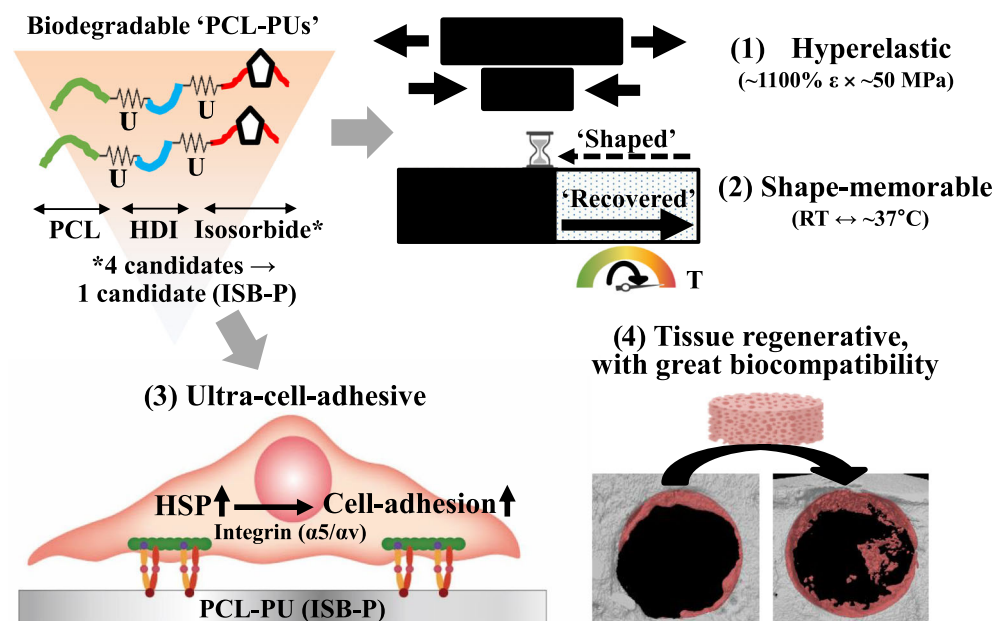 Biodegradable ‘PCL-PUs’
U
U
U
U
PCL
HDI
Isosorbide*
*4 candidates →
1 candidate (ISB-P)
(1) Hyperelastic
(~1100% ε × ~50 MPa)
‘Shaped’
‘Recovered’
T
(2) Shape-memorable
(RT ↔ ~37°C)
(3) Ultra-cell-adhesive
HSP
Cell-adhesion
Integrin (α5/αv)
PCL-PU (ISB-P)
(4) Tissue regenerative,
with great biocompatibility